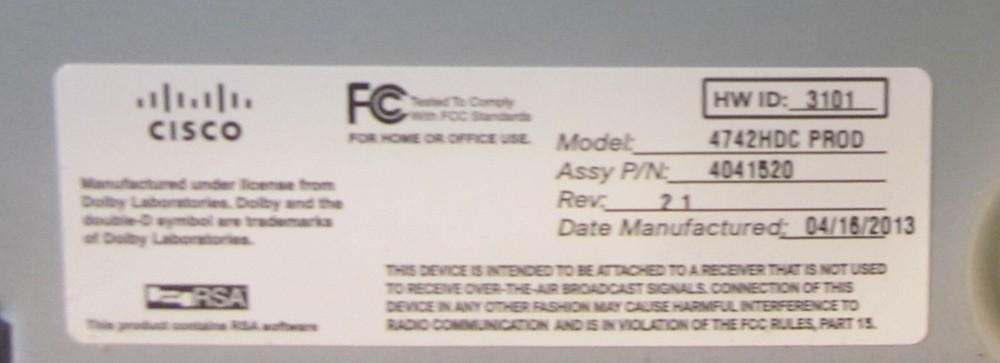 CISCO
FC Tested To Comply
With FCC Standards
FOR HOME OR OFFICE USE.
HW ID: 3101
Model: 4742HDC PROD
Assy P/N: 4041520
Rev: 21
Date Manufactured: 04/16/2013
Manufactured under license from
Dolby Laboratories. Dolby and the
double-D symbol are trademarks
of Dolby Laboratories.
RSA
This product contains RSA software
THIS DEVICE IS INTENDED TO BE ATTACHED TO A RECEIVER THAT IS NOT USED
TO RECEIVE OVER-THE-AIR BROADCAST SIGNALS. CONNECTION OF THIS
DEVICE IN ANY OTHER FASHION MAY CAUSE HARMFUL INTERFERENCE TO
RADIO COMMUNICATION AND IS IN VIOLATION OF THE FCC RULES, PART 15.